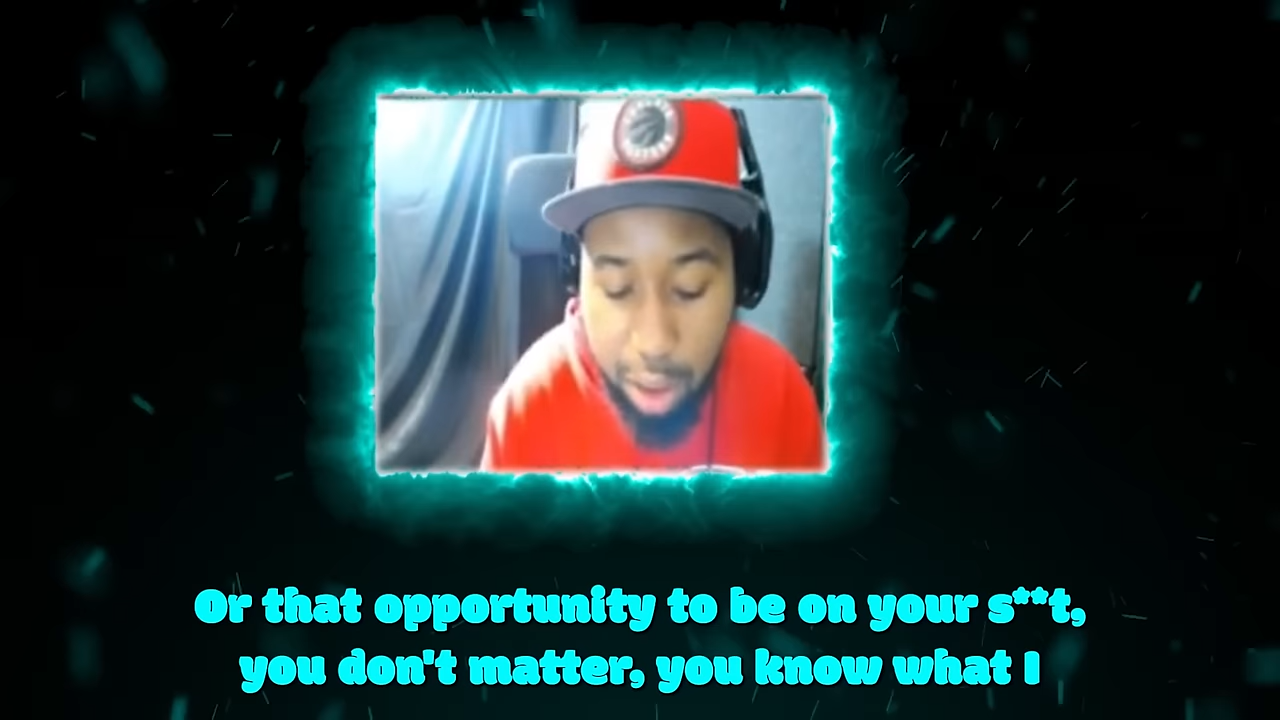 Or that opportunity to be on your s**t,
you don't matter, you know what I